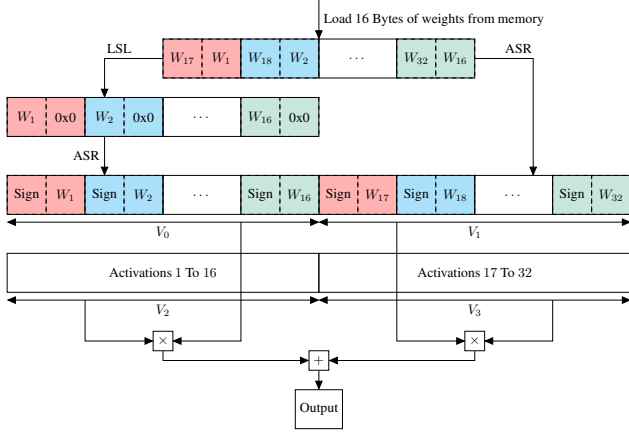 Load 16 Bytes of weights from memory
LSL
W₁₇ W₁ W₁₈ W₂ ... W₃₂ W₁₆
ASR
W₁ 0x0 W₂ 0x0 ... W₁₆ 0x0
ASR
Sign W₁ Sign W₂ ... Sign W₁₆ Sign W₁₇ Sign W₁₈ ... Sign W₃₂
V₀ V₁
Activations 1 To 16 Activations 17 To 32
V₂ V₃
× ×
+
Output